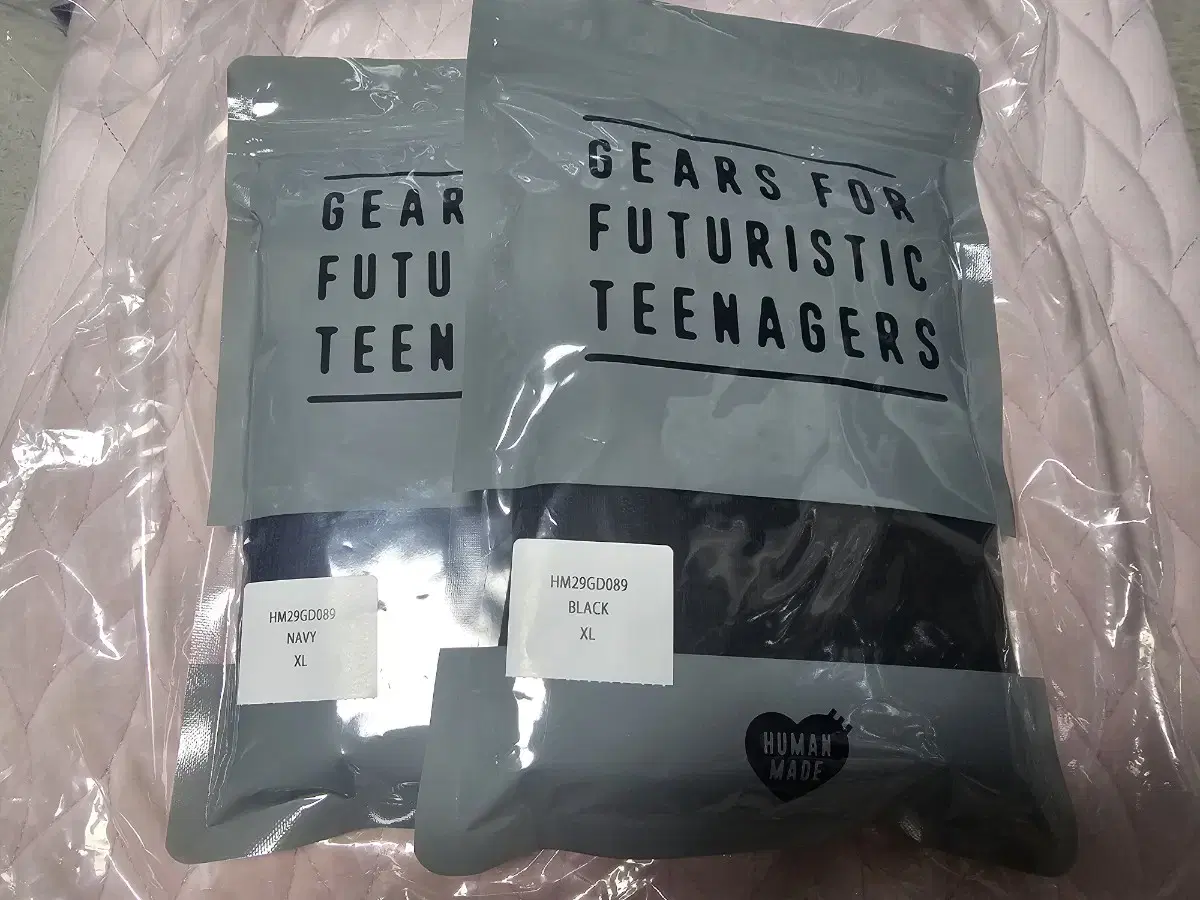 GEAR
FUTU
TEEN
HM29GD089
NAVY
XL
GEARS FOR
FUTURISTIC
TEENAGERS
HM29GD089
BLACK
XL
HUMAN
MADE